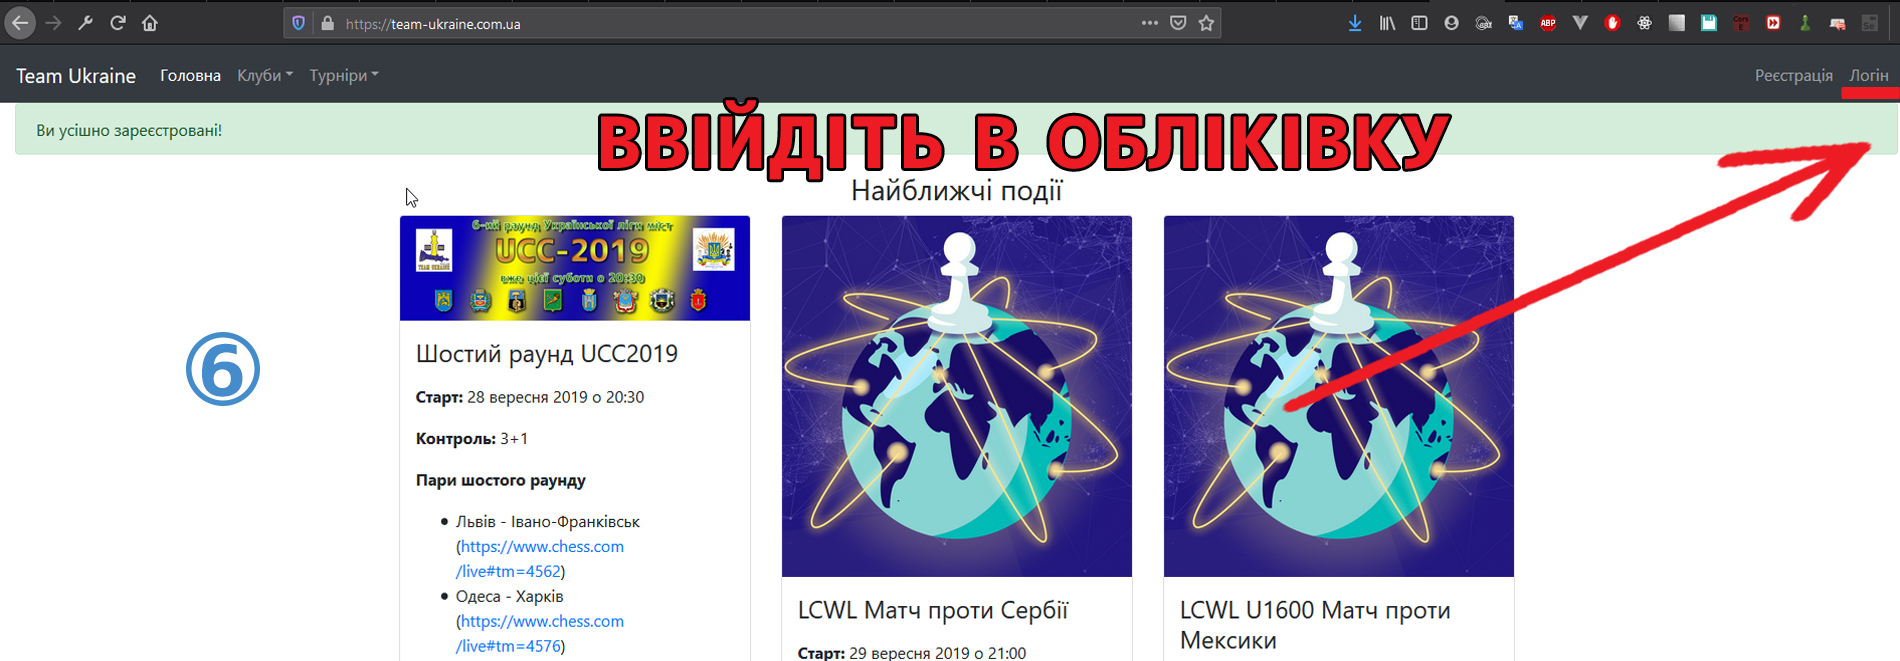 https://team-ukraine.com.ua
Team Ukraine
Головна
Клуби
Турніри
Реєстрація
Логін
Ви усішно зареєстровані!
ВВІЙДІТЬ В ОБЛІКІВКУ
Найближчі події
6-ий раунд Української ліги міст
UCC-2019
вже цієї суботи о 20:30
TEAM UKRAINE
6
Шостий раунд UCC2019
Старт: 28 вересня 2019 о 20:30
Контроль: 3+1
Пари шостого раунду
Львів - Івано-Франківськ
(https://www.chess.com
/live#tm=4562)
Одеса - Харків
(https://www.chess.com
/live#tm=4576)
LCWL Матч проти Сербії
Старт: 29 вересня 2019 о 21:00
LCWL U1600 Матч проти
Мексики
ABP